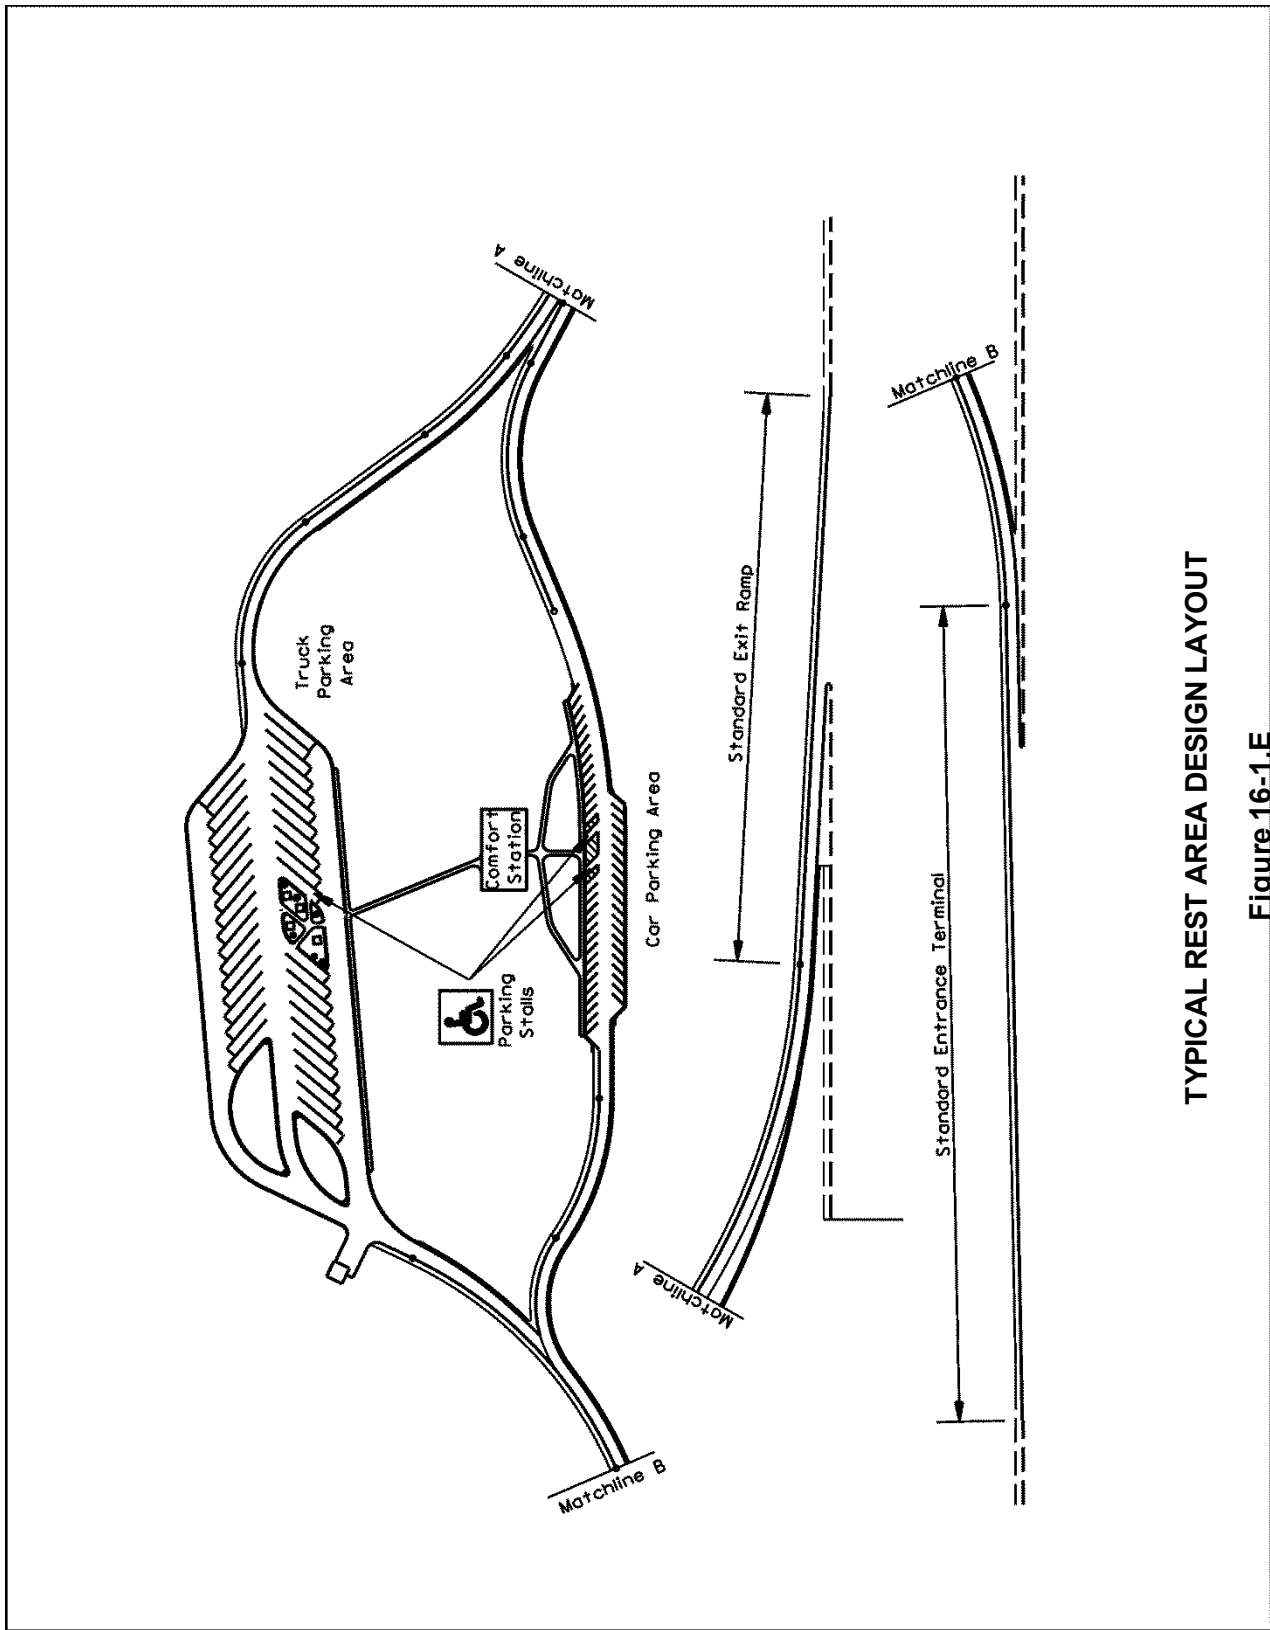 Matchline A
Truck
Parking
Area
Comfort
Station
Car Parking Area
Parking
Stalls
Matchline B
Standard Exit Ramp
Matchline A
Matchline B
Standard Entrance Terminal
TYPICAL REST AREA DESIGN LAYOUT
Figure 16-1.E